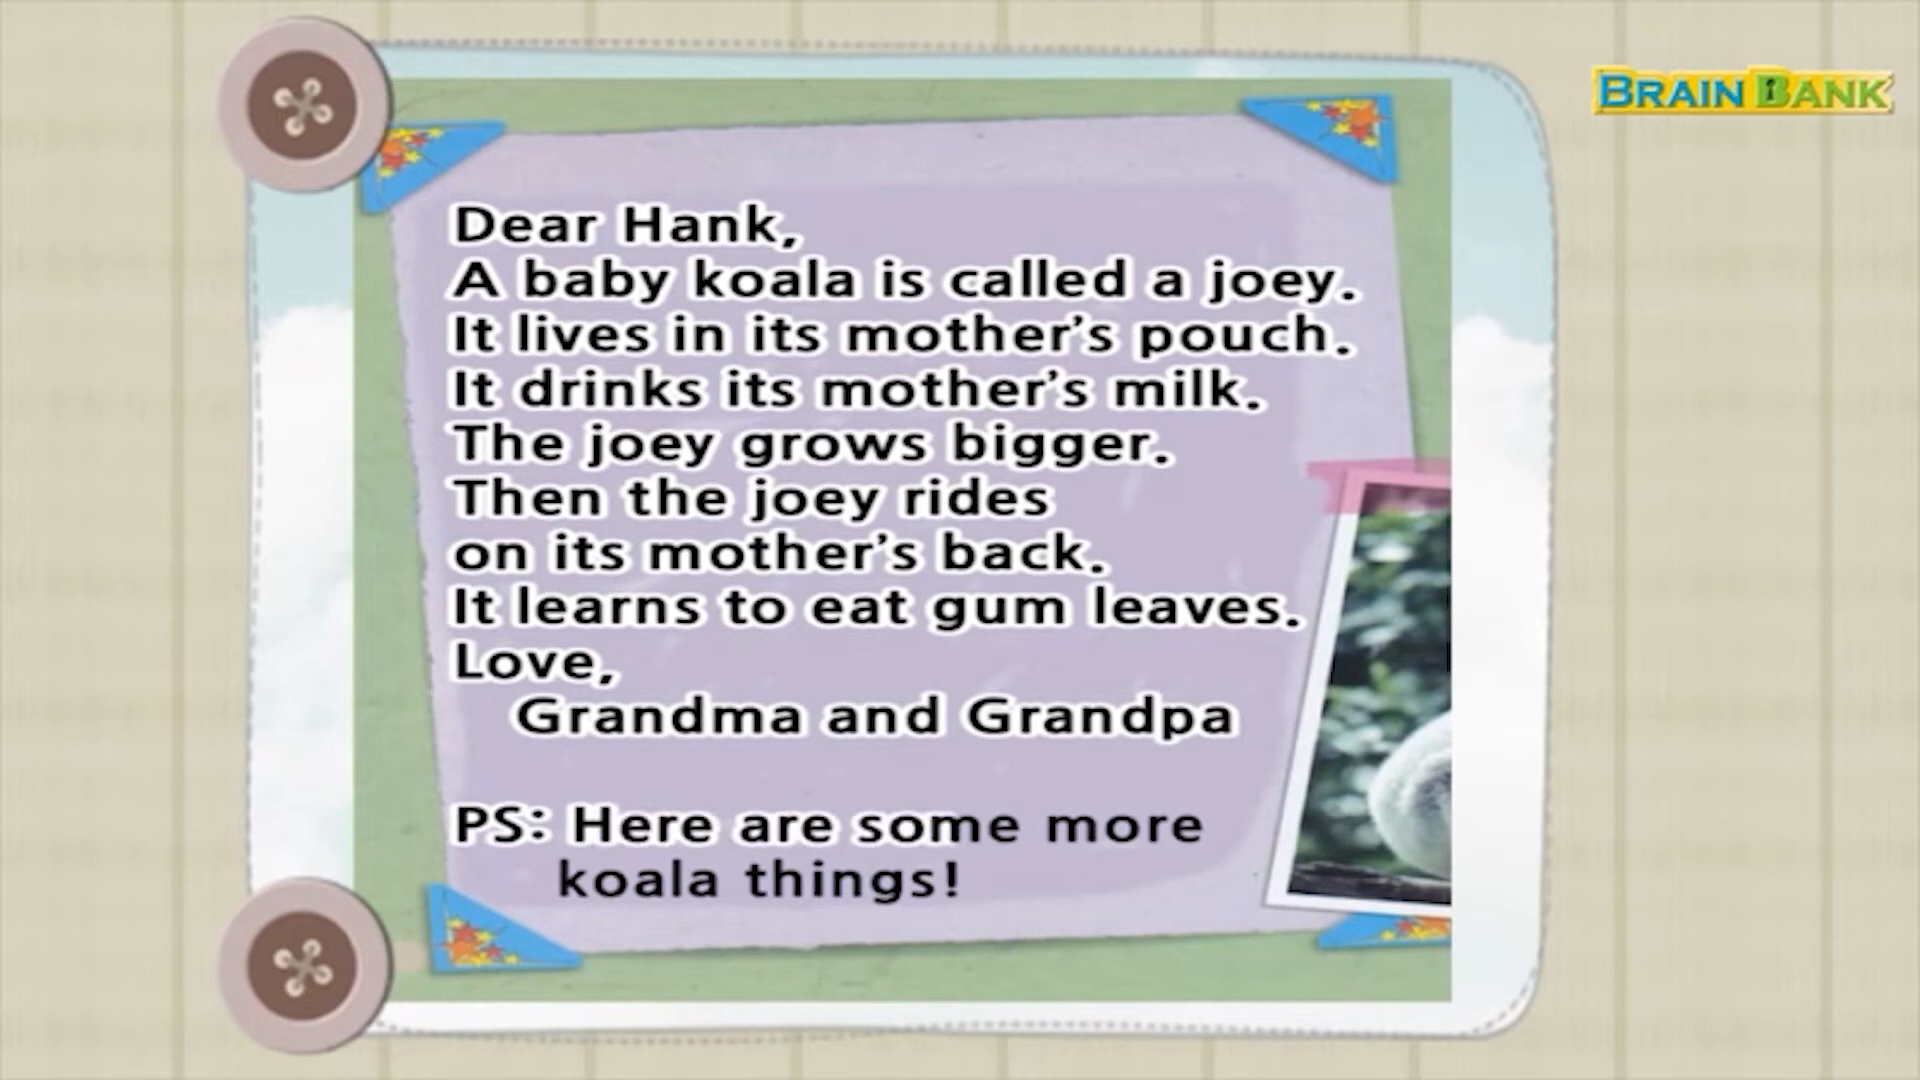 BRAIN BANK
Dear Hank,
A baby koala is called a joey.
It lives in its mother’s pouch.
It drinks its mother’s milk.
The joey grows bigger.
Then the joey rides
on its mother’s back.
It learns to eat gum leaves.
Love,
Grandma and Grandpa
PS: Here are some more
koala things!